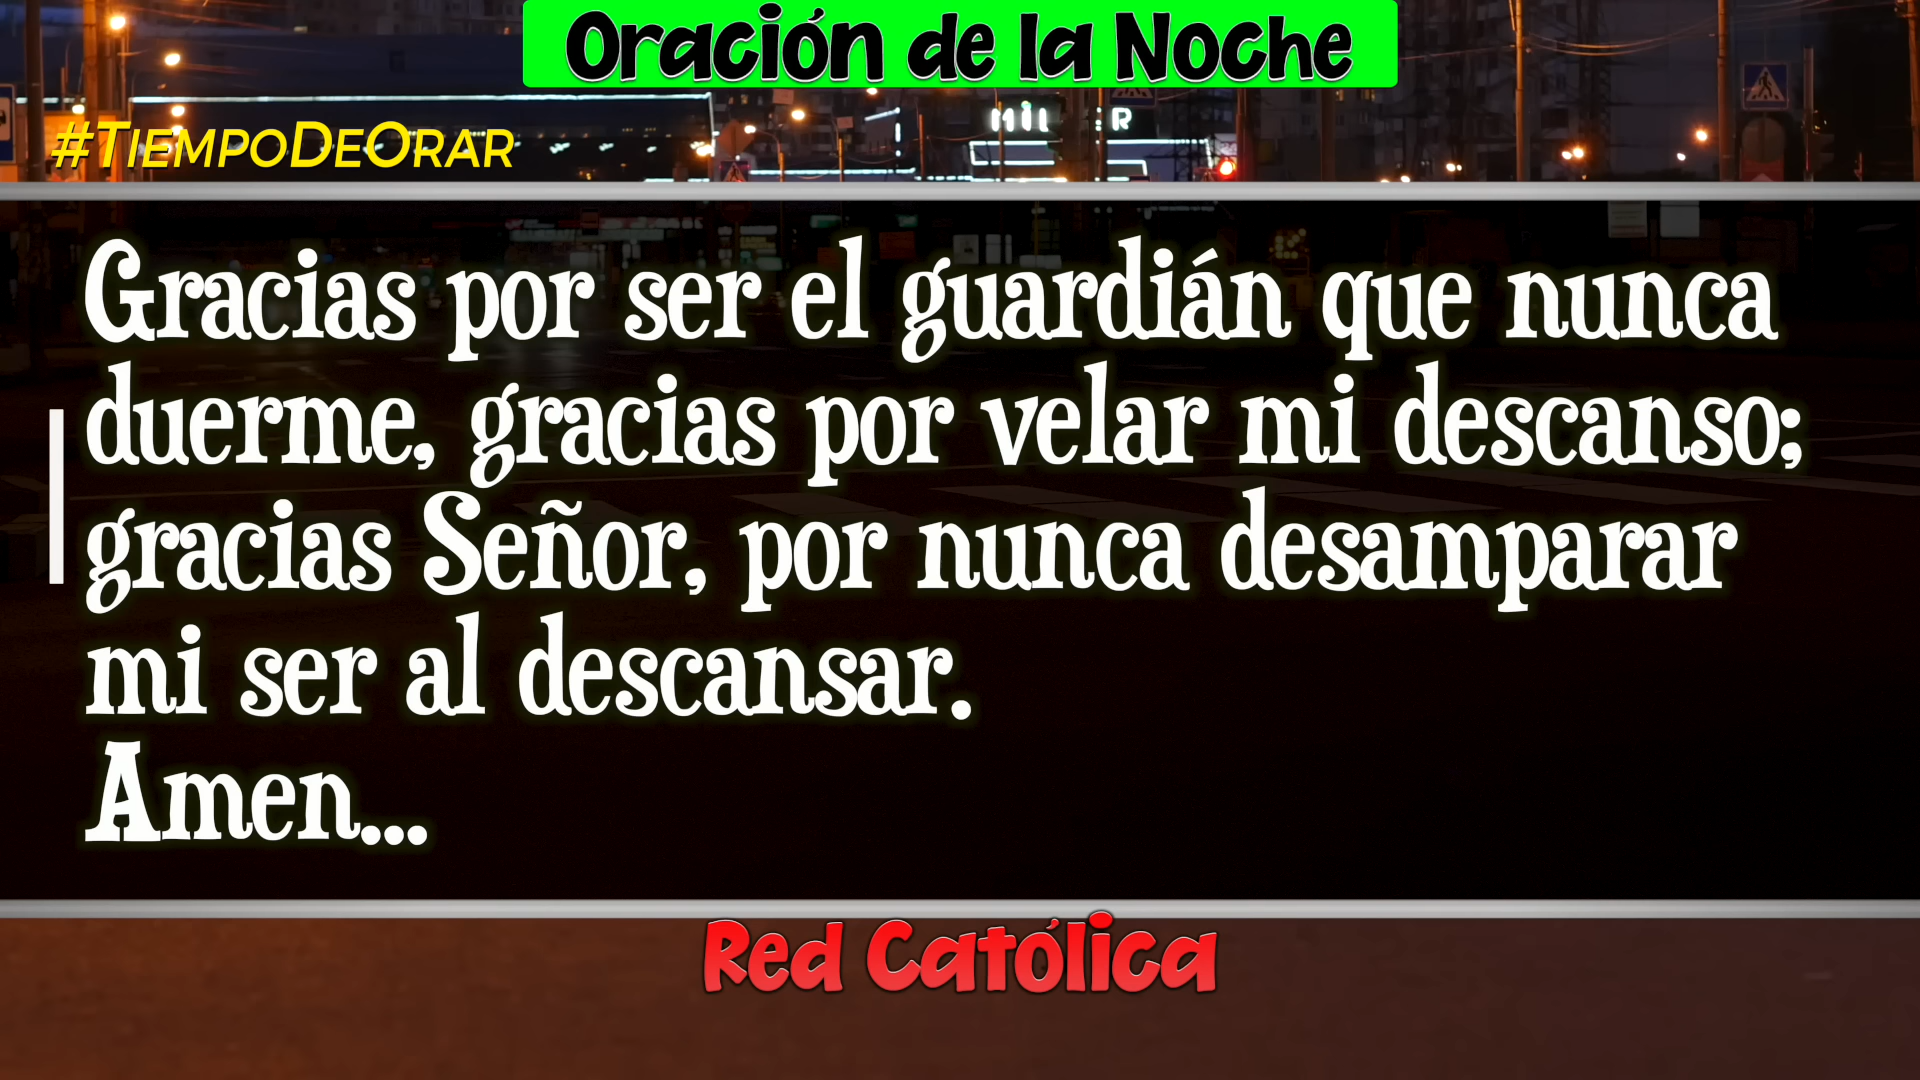 Oración de la Noche
#TiempoDeOrar
Gracias por ser el guardián que nunca
duerme, gracias por velar mi descanso;
gracias Señor, por nunca desamparar
mi ser al descansar.
Amen...
Red Católica